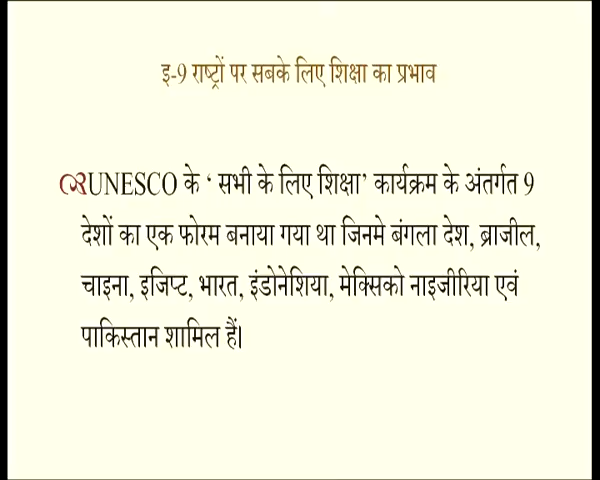 इ-9 राष्ट्रों पर सबके लिए शिक्षा का प्रभाव
UNESCO के ‘ सभी के लिए शिक्षा’ कार्यक्रम के अंतर्गत 9
देशों का एक फोरम बनाया गया था जिनमे बंगला देश, ब्राजील,
चाइना, इजिप्ट, भारत, इंडोनेशिया, मेक्सिको नाइजीरिया एवं
पाकिस्तान शामिल हैं।